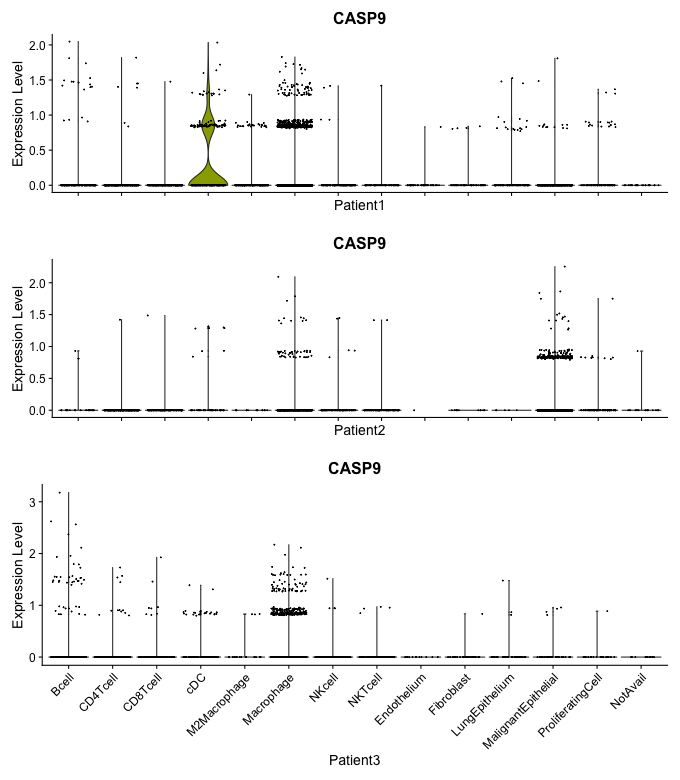 CASP9
Expression Level
2.0
1.5
1.0
0.5
0.0
Patient1
CASP9
Expression Level
2.0
1.5
1.0
0.5
0.0
Patient2
CASP9
Expression Level
3
2
1
0
Bcell
CD4Tcell
CD8Tcell
cDC
M2Macrophage
Macrophage
NKcell
NKTcell
Endothelium
Fibroblast
LungEpithelium
MalignantEpithelial
ProliferatingCell
NotAvail
Patient3